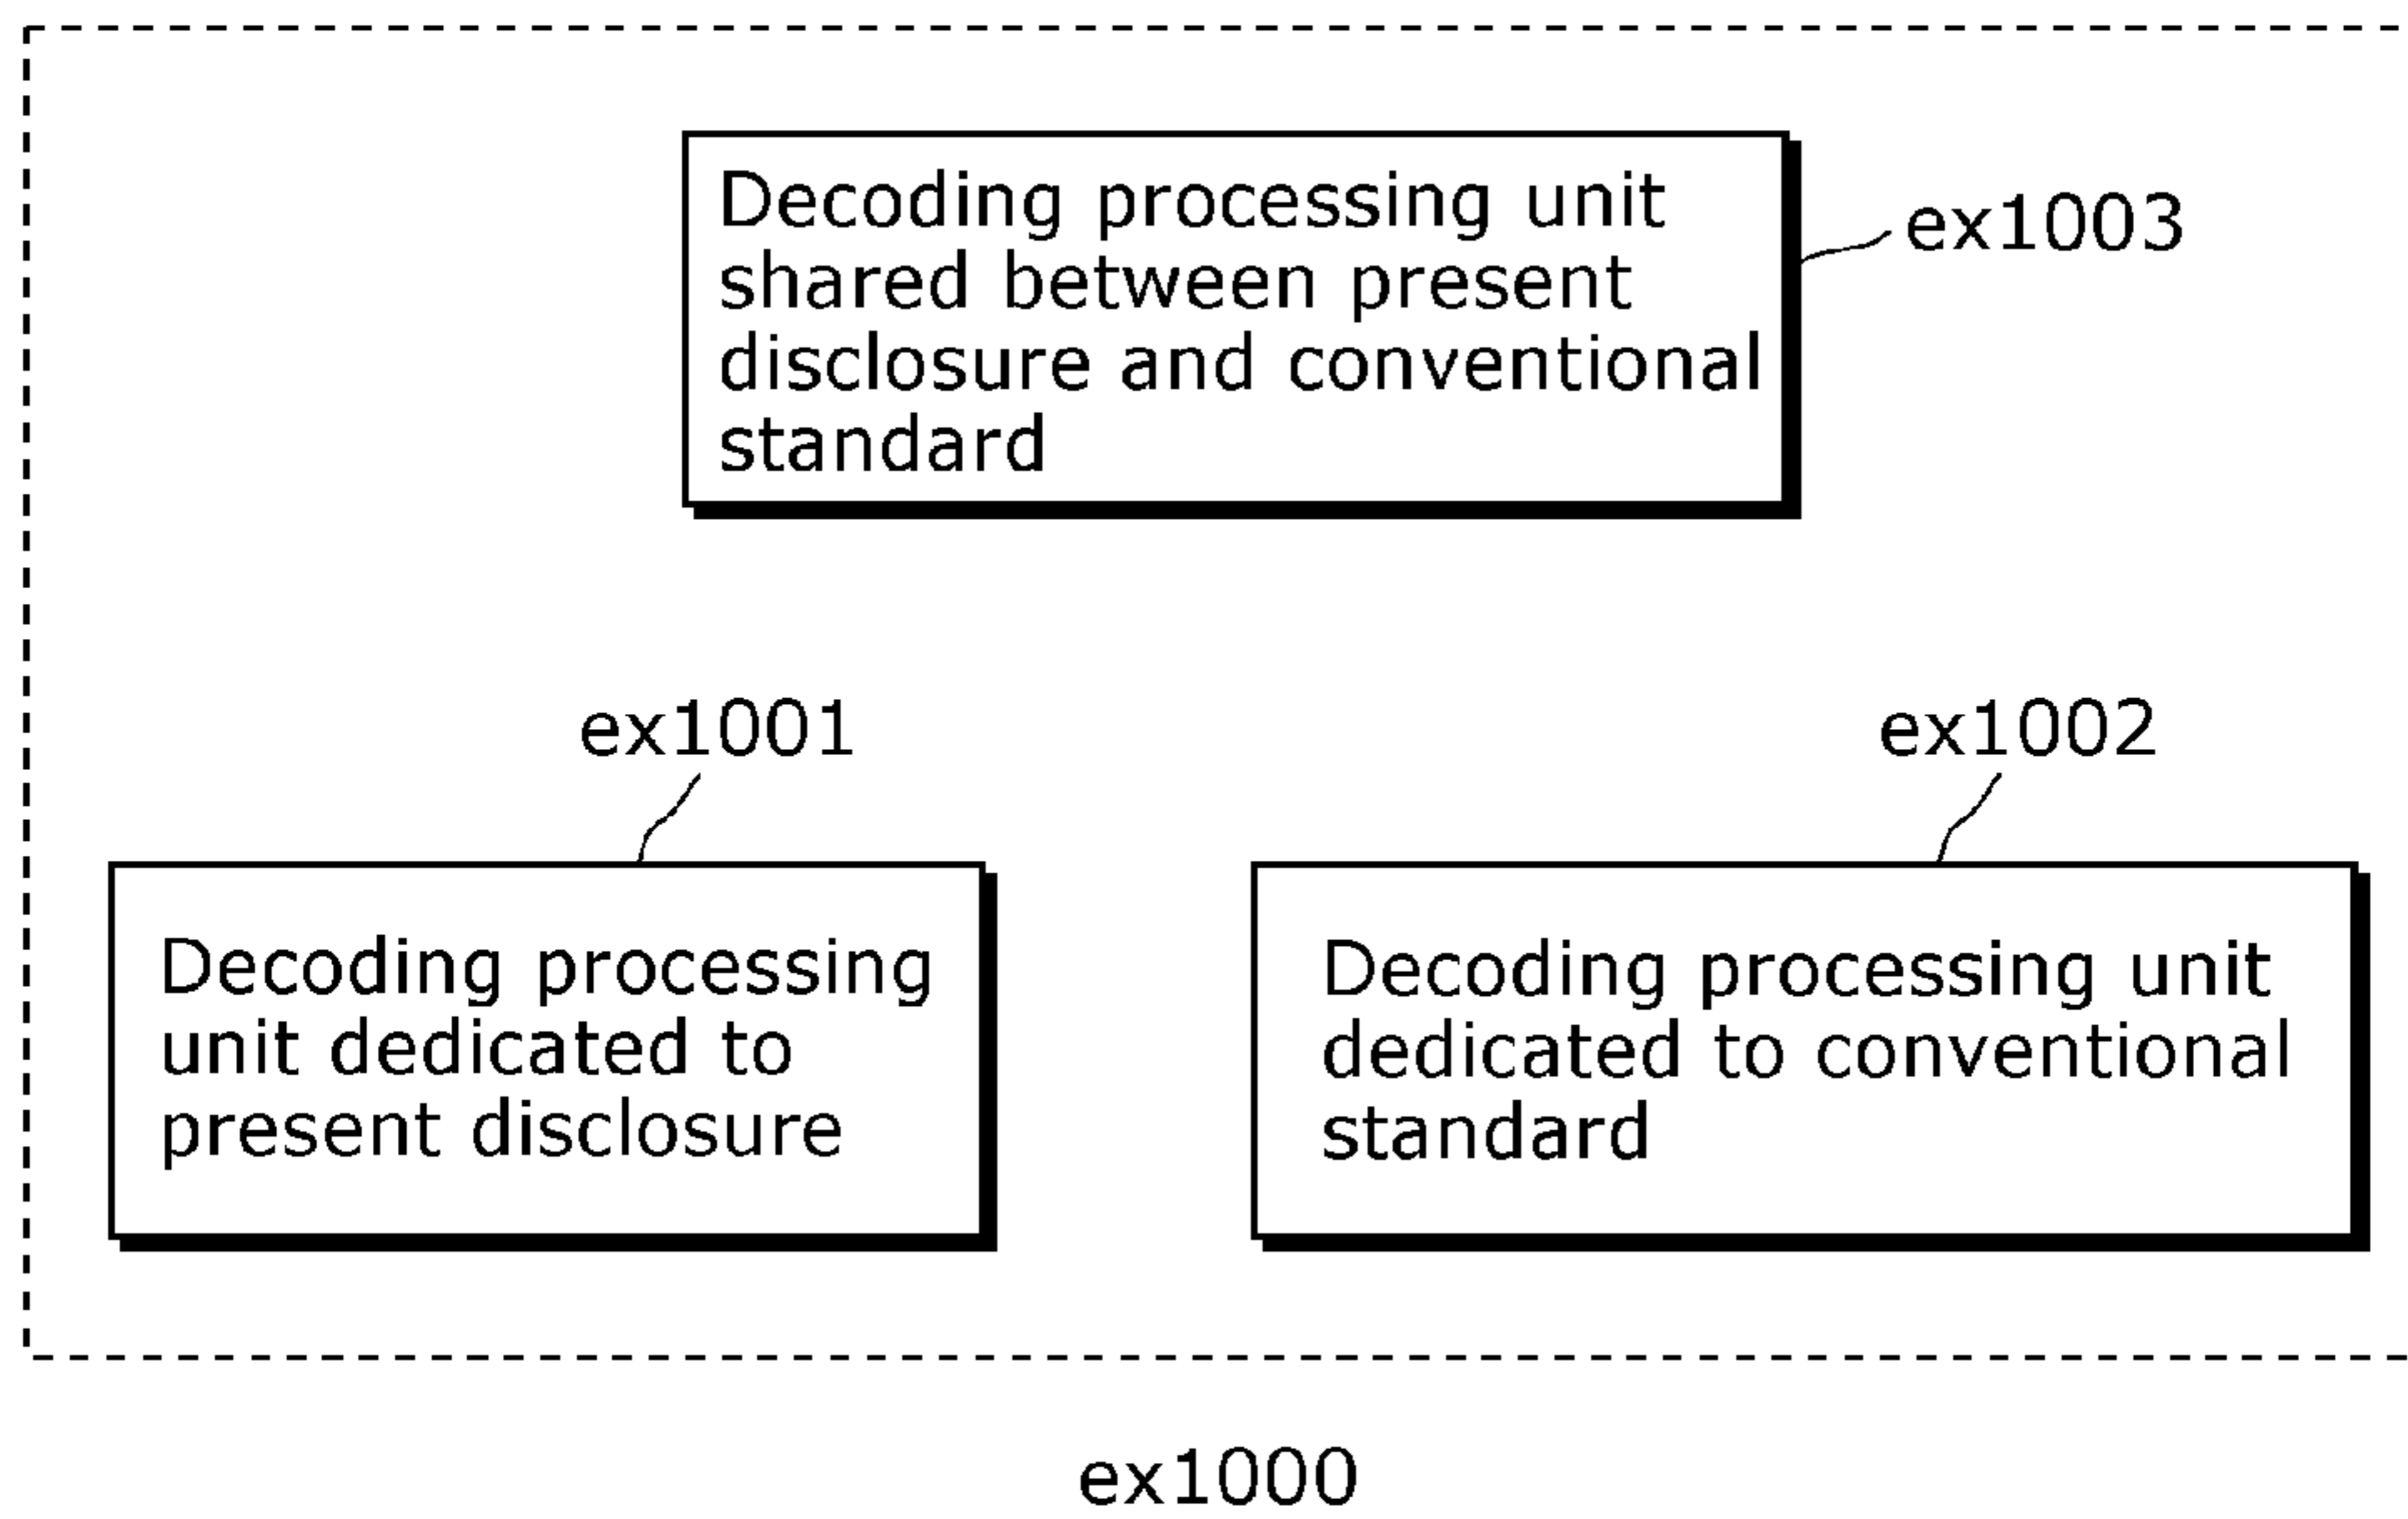 Decoding processing unit
shared between present
disclosure and conventional
standard
ex1003
ex1001
ex1002
Decoding processing
unit dedicated to
present disclosure
Decoding processing unit
dedicated to conventional
standard
ex1000